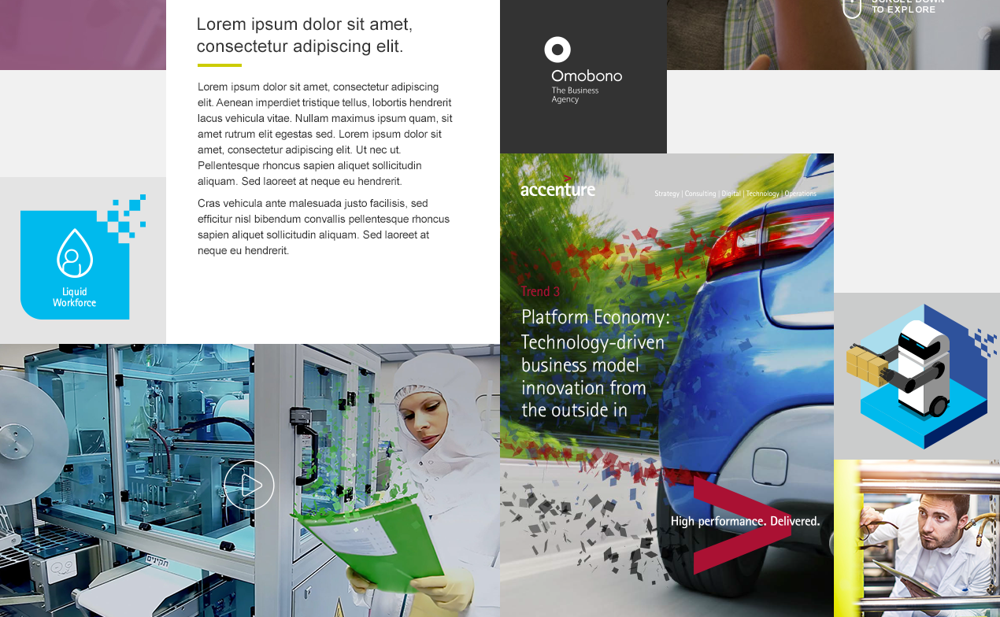 Lorem ipsum dolor sit amet,
consectetur adipiscing elit.
Lorem ipsum dolor sit amet, consectetur adipiscing
elit. Aenean imperdiet tristique tellus, lobortis hendrerit
lacus vehicula vitae. Nullam maximus ipsum quam, sit
amet rutrum elit egestas sed. Lorem ipsum dolor sit
amet, consectetur adipiscing elit. Ut nec ut.
Pellentesque rhoncus sapien aliquet sollicitudin
aliquam. Sed laoreet at neque eu hendrerit.
Cras vehicula ante malesuada justo facilisis, sed
efficitur nisl bibendum convallis pellentesque rhoncus
sapien aliquet sollicitudin aliquam. Sed laoreet at
neque eu hendrerit.
Omobono
The Business
Agency
SCROLL DOWN
TO EXPLORE
Liquid
Workforce
accenture
Strategy | Consulting | Digital | Technology | Operations
Trend 3
Platform Economy:
Technology-driven
business model
innovation from
the outside in
High performance. Delivered.
תקינים